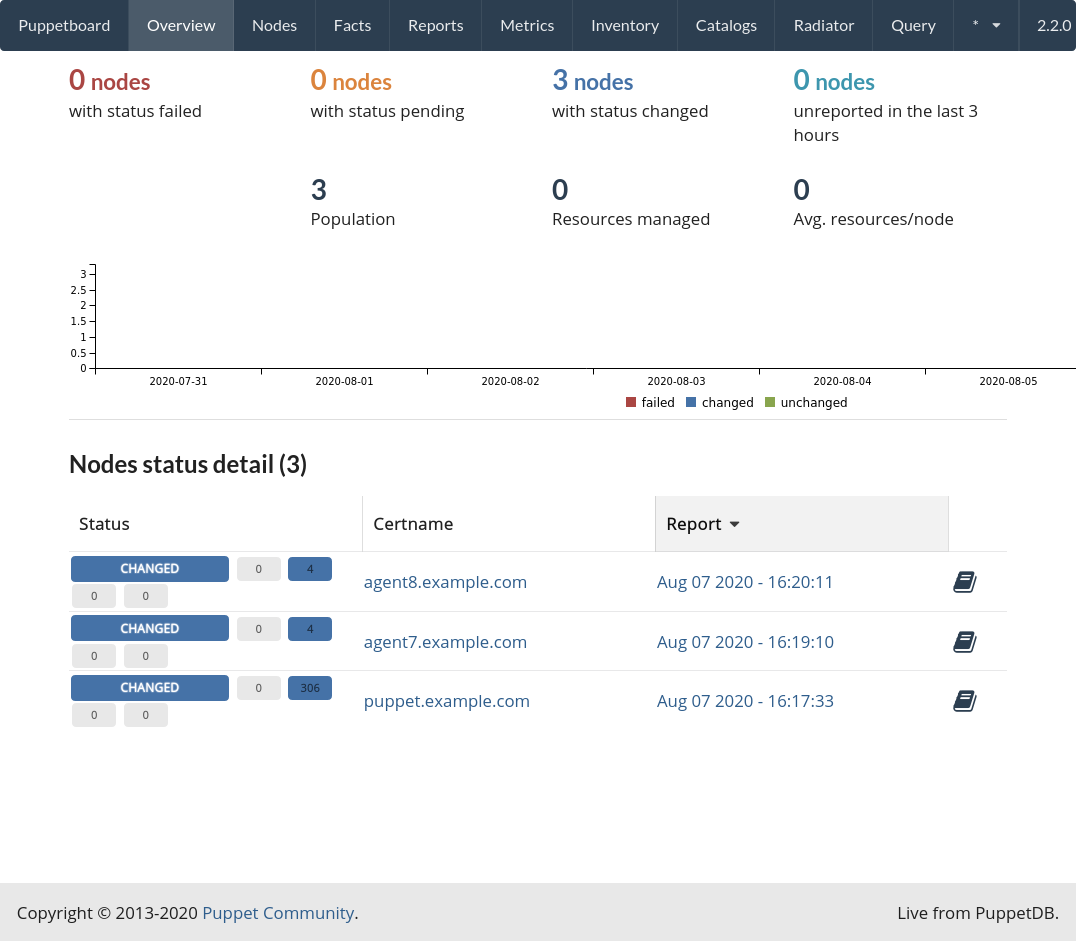 Puppetboard Overview Nodes Facts Reports Metrics Inventory Catalogs Radiator Query * 2.2.0
0 nodes 0 nodes 3 nodes 0 nodes
with status failed with status pending with status changed unreported in the last 3
hours
3 0 0
Population Resources managed Avg. resources/node
3
2.5
2
1.5
1
0.5
0
2020-07-31 2020-08-01 2020-08-02 2020-08-03 2020-08-04 2020-08-05
failed changed unchanged
Nodes status detail (3)
Status Certname Report
CHANGED 0 4
agent8.example.com Aug 07 2020 - 16:20:11
0 0
CHANGED 0 4
agent7.example.com Aug 07 2020 - 16:19:10
0 0
CHANGED 0 306
puppet.example.com Aug 07 2020 - 16:17:33
0 0
Copyright © 2013-2020 Puppet Community. Live from PuppetDB.